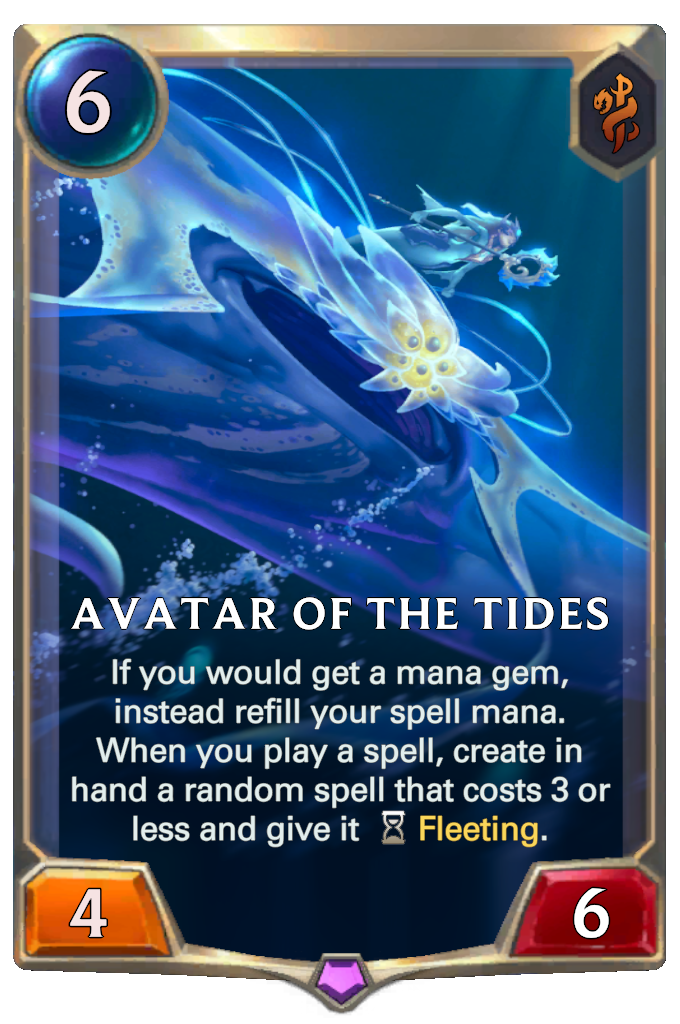 6
AVATAR OF THE TIDES
If you would get a mana gem,
instead refill your spell mana.
When you play a spell, create in
hand a random spell that costs 3 or
less and give it Fleeting.
4
6